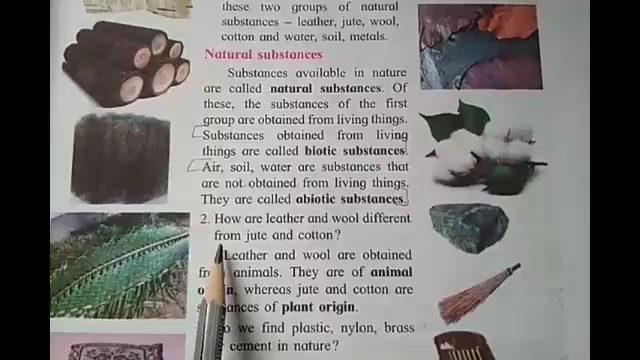 these two groups of natural
substances – leather, jute, wool,
cotton and water, soil, metals.
Natural substances
Substances available in nature
are called natural substances. Of
these, the substances of the first
group are obtained from living things.
Substances obtained from living
things are called biotic substances.
Air, soil, water are substances that
are not obtained from living things.
They are called abiotic substances.
2. How are leather and wool different
from jute and cotton?
Leather and wool are obtained
animals. They are of animal
whereas jute and cotton are
of plant origin.
we find plastic, nylon, brass
cement in nature?